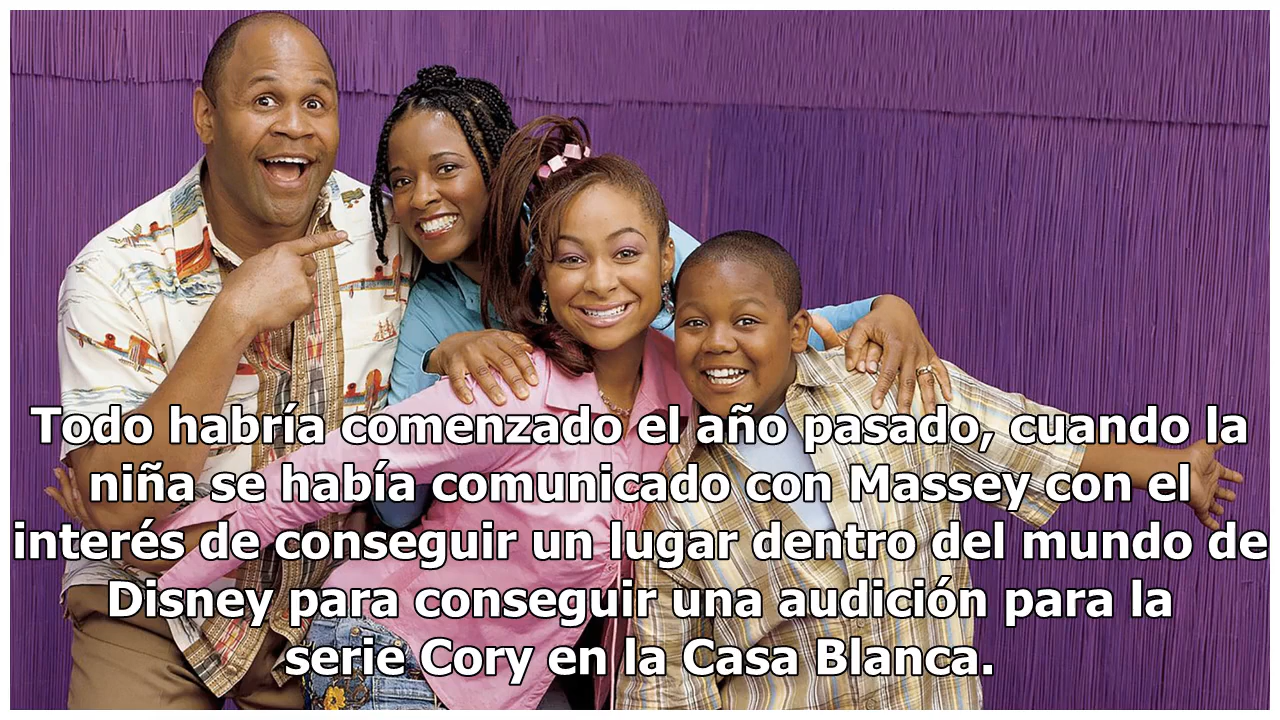 Todo habría comenzado el año pasado, cuando la
niña se había comunicado con Massey con el
interés de conseguir un lugar dentro del mundo de
Disney para conseguir una audición para la
serie Cory en la Casa Blanca.